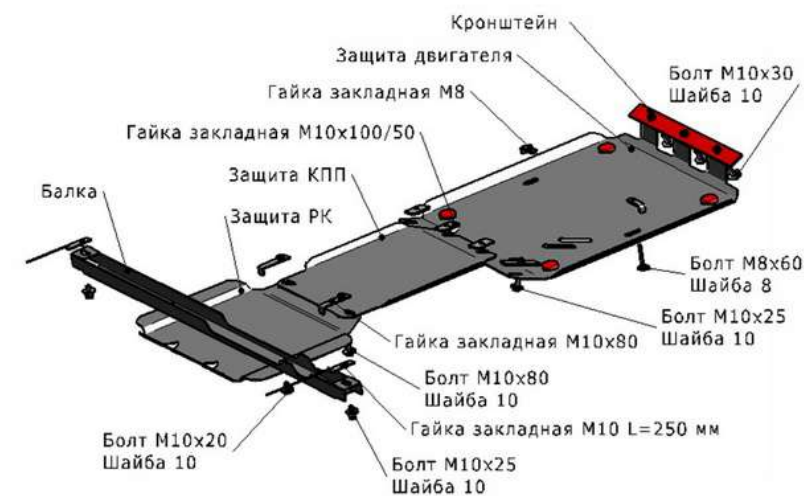 Кронштейн
Защита двигателя
Болт М10х30
Шайба 10
Гайка закладная М8
Гайка закладная М10х100/50
Защита КПП
Балка
Защита РК
Болт М8х60
Шайба 8
Болт М10х25
Шайба 10
Гайка закладная М10х80
Болт М10х80
Шайба 10
Гайка закладная М10 L=250 мм
Болт М10х20
Шайба 10
Болт М10х25
Шайба 10